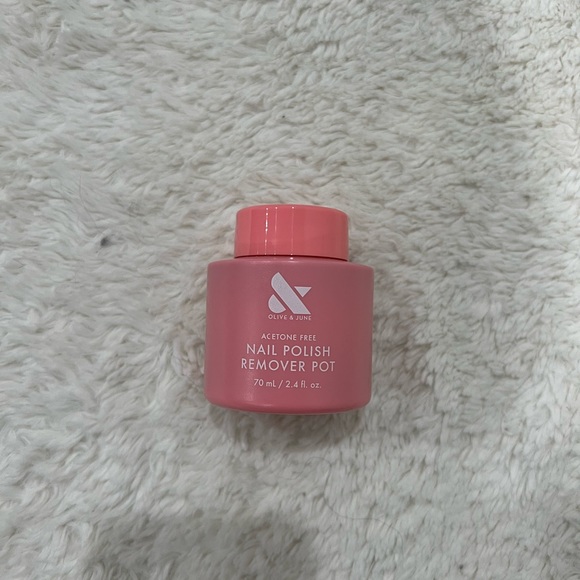 &
OLIVE & JUNE
ACETONE FREE
NAIL POLISH
REMOVER POT
70 mL / 2.4 fl. oz.